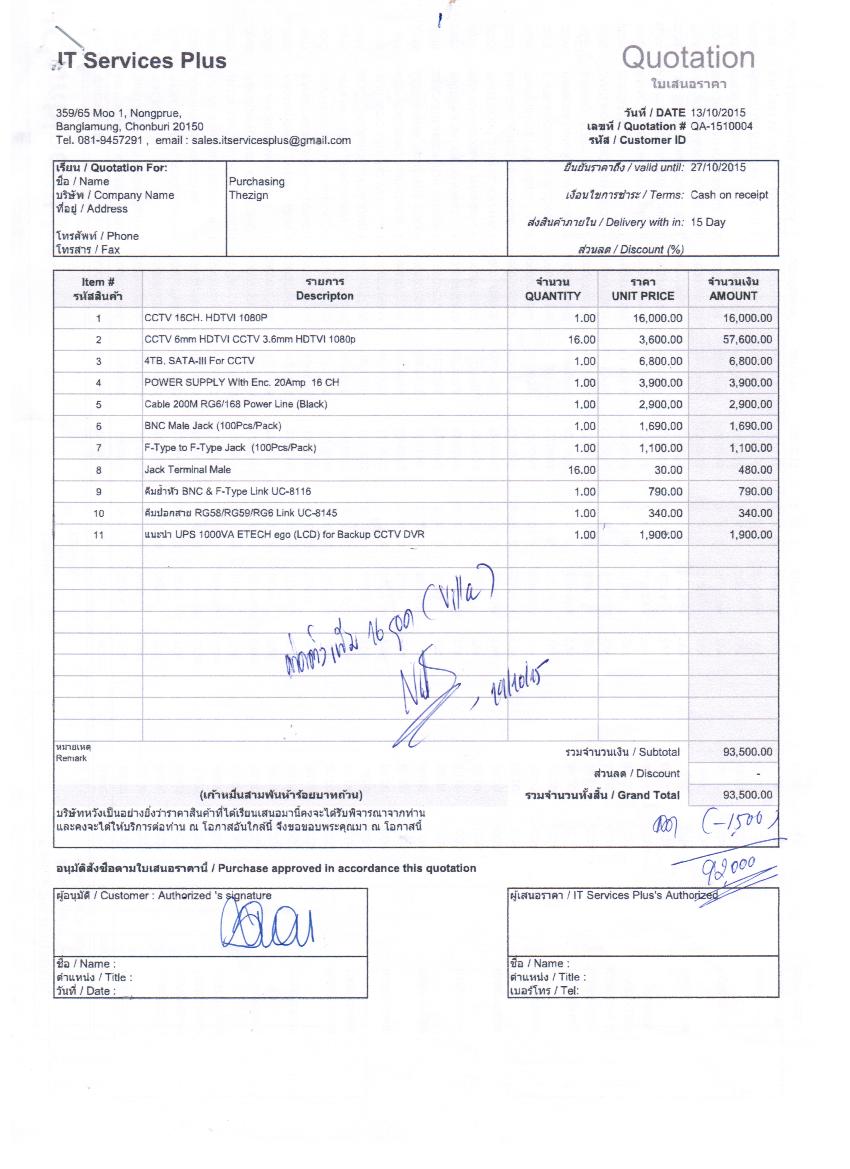 IT Services Plus
Quotation
ใบเสนอราคา
359/65 Moo 1, Nongprue,
Banglamung, Chonburi 20150
Tel. 081-9457291 , email : sales.itservicesplus@gmail.com
วันที่ / DATE 13/10/2015
เลขที่ / Quotation # QA-1510004
รหัส / Customer ID
เรียน / Quotation For:
ชื่อ / Name Purchasing
บริษัท / Company Name Thezign
ที่อยู่ / Address
โทรศัพท์ / Phone
โทรสาร / Fax
ยืนยันราคาถึง / valid until: 27/10/2015
เงื่อนไขการชำระ / Terms: Cash on receipt
ส่งสินค้าภายใน / Delivery with in: 15 Day
ส่วนลด / Discount (%)
Item # รายการ จำนวน ราคา จำนวนเงิน
รหัสสินค้า Descripton QUANTITY UNIT PRICE AMOUNT
1 CCTV 16CH. HDTVI 1080P 1.00 16,000.00 16,000.00
2 CCTV 6mm HDTVI CCTV 3.6mm HDTVI 1080p 16.00 3,600.00 57,600.00
3 4TB. SATA-III For CCTV 1.00 6,800.00 6,800.00
4 POWER SUPPLY With Enc. 20Amp 16 CH 1.00 3,900.00 3,900.00
5 Cable 200M RG6/168 Power Line (Black) 1.00 2,900.00 2,900.00
6 BNC Male Jack (100Pcs/Pack) 1.00 1,690.00 1,690.00
7 F-Type to F-Type Jack (100Pcs/Pack) 1.00 1,100.00 1,100.00
8 Jack Terminal Male 16.00 30.00 480.00
9 คีมย้ำหัว BNC & F-Type Link UC-8116 1.00 790.00 790.00
10 คีมปอกสาย RG58/RG59/RG6 Link UC-8145 1.00 340.00 340.00
11 แนะนำ UPS 1000VA ETECH ego (LCD) for Backup CCTV DVR 1.00 1,900.00 1,900.00
16 จุด (Villa)
หมายเหตุ
Remark
รวมจำนวนเงิน / Subtotal 93,500.00
ส่วนลด / Discount -
(เก้าหมื่นสามพันห้าร้อยบาทถ้วน)
รวมจำนวนทั้งสิ้น / Grand Total 93,500.00
บริษัทหวังเป็นอย่างยิ่งว่าราคาสินค้าที่ได้เรียนเสนอมานี้คงจะได้รับพิจารณาจากท่าน
และคงจะได้ให้บริการต่อท่าน ณ โอกาสอันใกล้นี้ จึงขอขอบพระคุณมา ณ โอกาสนี้
ลด (-1,500)
92,000
อนุมัติสั่งซื้อตามใบเสนอราคานี้ / Purchase approved in accordance this quotation
ผู้อนุมัติ / Customer : Authorized 's signature
ชื่อ / Name :
ตำแหน่ง / Title :
วันที่ / Date :
ผู้เสนอราคา / IT Services Plus's Authorized
ชื่อ / Name :
ตำแหน่ง / Title :
เบอร์โทร / Tel: